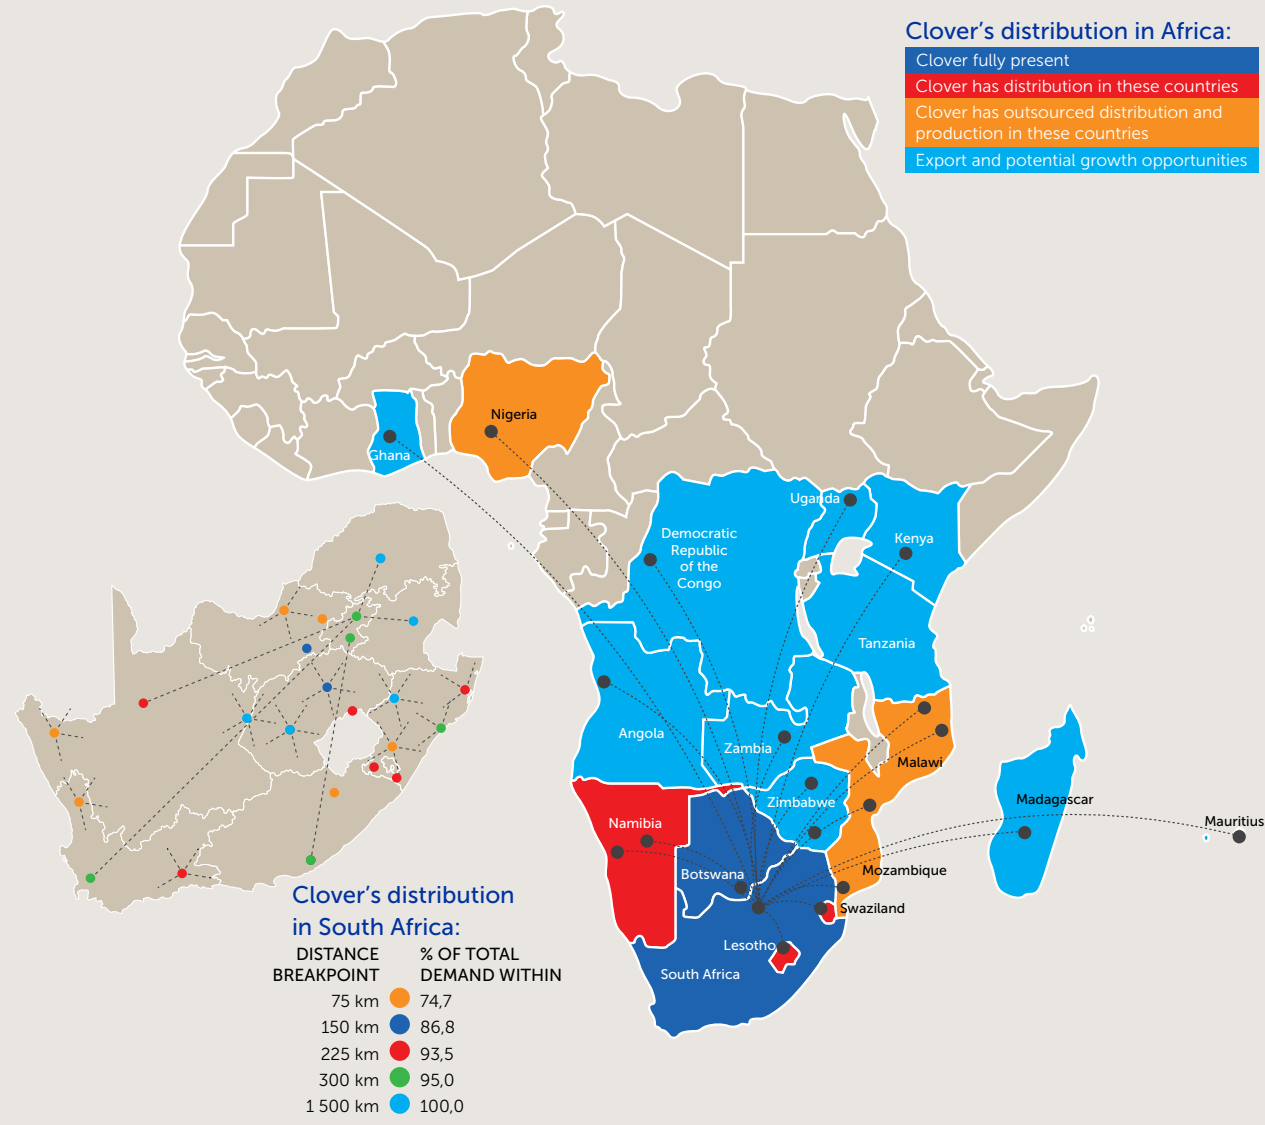 Clover’s distribution in Africa:
Clover fully present
Clover has distribution in these countries
Clover has outsourced distribution and
production in these countries
Export and potential growth opportunities
Nigeria
Ghana
Uganda
Democratic
Republic
of the
Congo
Kenya
Tanzania
Angola
Zambia
Malawi
Zimbabwe
Madagascar
Mauritius
Namibia
Botswana
Mozambique
Swaziland
Lesotho
South Africa
Clover’s distribution
in South Africa:
DISTANCE % OF TOTAL
BREAKPOINT DEMAND WITHIN
75 km 74,7
150 km 86,8
225 km 93,5
300 km 95,0
1 500 km 100,0